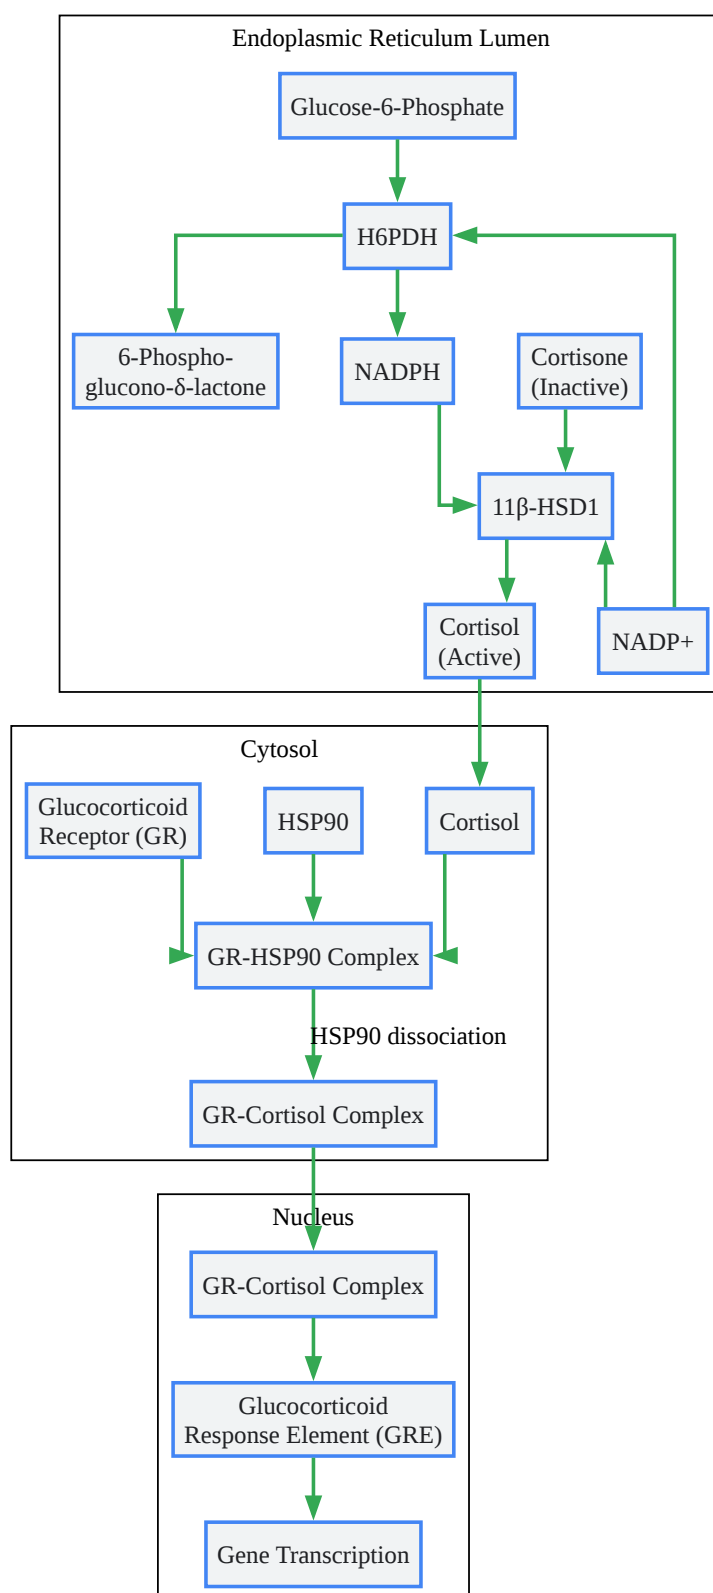 Endoplasmic Reticulum Lumen
Glucose-6-Phosphate
H6PDH
6-Phospho-
glucono-δ-lactone
NADPH
Cortisone
(Inactive)
11β-HSD1
Cortisol
(Active)
NADP+
Cytosol
Glucocorticoid
Receptor (GR)
HSP90
Cortisol
GR-HSP90 Complex
HSP90 dissociation
GR-Cortisol Complex
Nucleus
GR-Cortisol Complex
Glucocorticoid
Response Element (GRE)
Gene Transcription